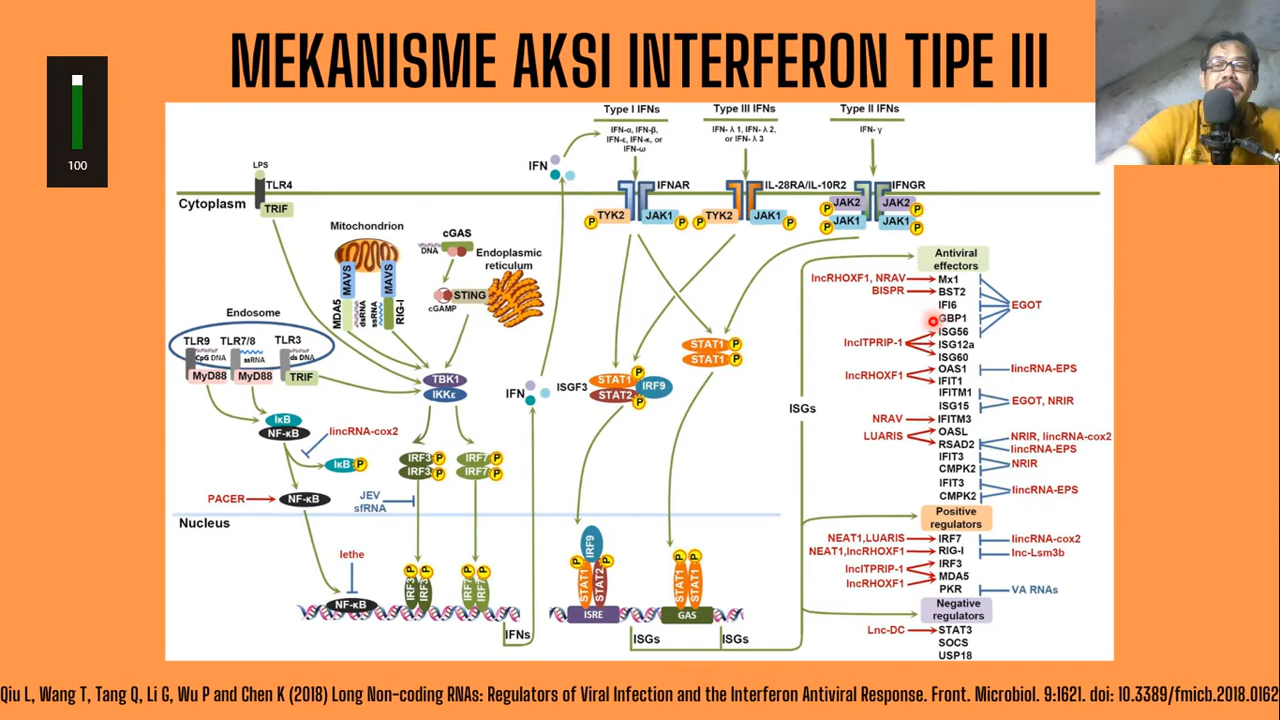 MEKANISME AKSI INTERFERON TIPE III
100
Type I IFNs
IFN-α, IFN-β,
IFN-ε, IFN-κ, or
IFN-ω
Type III IFNs
IFN- λ 1, IFN- λ 2,
or IFN- λ 3
Type II IFNs
IFN- γ
LPS
TLR4
TRIF
IFN
IFNAR
IL-28RA/IL-10R2
IFNGR
TYK2
JAK1
TYK2
JAK1
JAK2
JAK2
JAK1
JAK1
P
P
P
P
P
P
P
P
Cytoplasm
Mitochondrion
MAVS
MAVS
MDA5
dsRNA
ssRNA
RIG-I
cGAS
DNA
cGAMP
STING
Endoplasmic
reticulum
Endosome
TLR9
TLR7/8
TLR3
CpG DNA
ssRNA
ds DNA
MyD88
MyD88
TRIF
TBK1
IKKε
IκB
NF-κB
lincRNA-cox2
IκB
P
PACER
NF-κB
IRF3
P
IRF3
P
IRF7
P
IRF7
P
JEV
sfRNA
IFN
ISGF3
STAT1
P
STAT2
P
IRF9
STAT1
P
STAT1
P
Nucleus
lethe
NF-κB
P
P
IRF3
IRF3
P
P
IRF7
IRF7
IFNs
IRF9
P
P
STAT1
STAT2
ISRE
P
P
STAT1
STAT1
GAS
ISGs
ISGs
ISGs
Antiviral
effectors
lncRHOXF1, NRAV
Mx1
BISPR
BST2
IFI6
EGOT
GBP1
ISG56
lncITPRIP-1
ISG12a
ISG60
OAS1
lincRNA-EPS
lncRHOXF1
IFIT1
IFITM1
EGOT, NRIR
ISG15
NRAV
IFITM3
OASL
LUARIS
RSAD2
NRIR, lincRNA-cox2
lincRNA-EPS
IFIT3
NRIR
CMPK2
IFIT3
lincRNA-EPS
CMPK2
Positive
regulators
NEAT1,LUARIS
IRF7
lincRNA-cox2
NEAT1,lncRHOXF1
RIG-I
lnc-Lsm3b
IRF3
lncITPRIP-1
MDA5
lncRHOXF1
PKR
VA RNAs
Negative
regulators
Lnc-DC
STAT3
SOCS
USP18
Qiu L, Wang T, Tang Q, Li G, Wu P and Chen K (2018) Long Non-coding RNAs: Regulators of Viral Infection and the Interferon Antiviral Response. Front. Microbiol. 9:1621. doi: 10.3389/fmicb.2018.0162